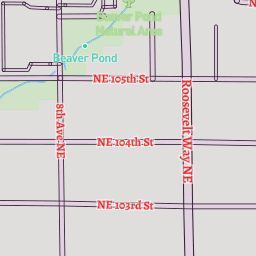 Beaver Pond
Natural Area
Beaver Pond
NE 105th St
8th Ave NE
Roosevelt Way NE
NE 104th St
NE 103rd St